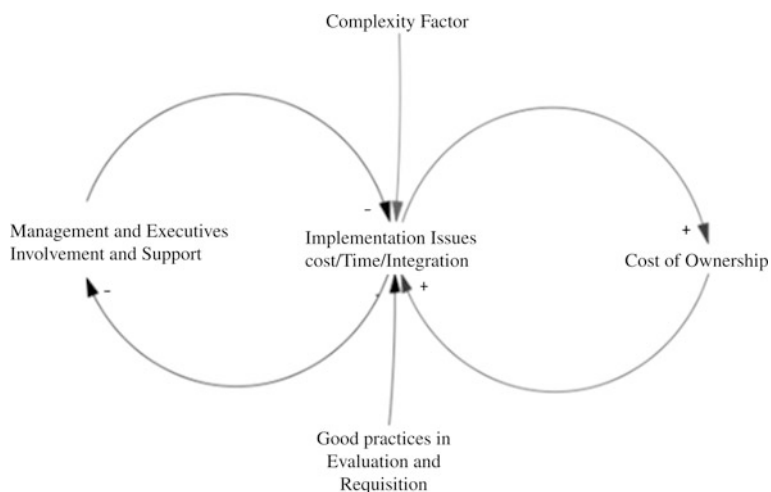 Complexity Factor
-
Management and Executives
Involvement and Support
Implementation Issues
cost/Time/Integration
+
Cost of Ownership
-
+
Good practices in
Evaluation and
Requisition